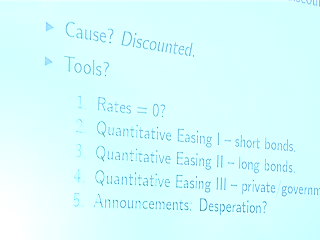 Cause? Discounted.
Tools?
1. Rates = 0?
2. Quantitative Easing I – short bonds.
3. Quantitative Easing II – long bonds.
4. Quantitative Easing III – private
5. Announcements: Desperation?